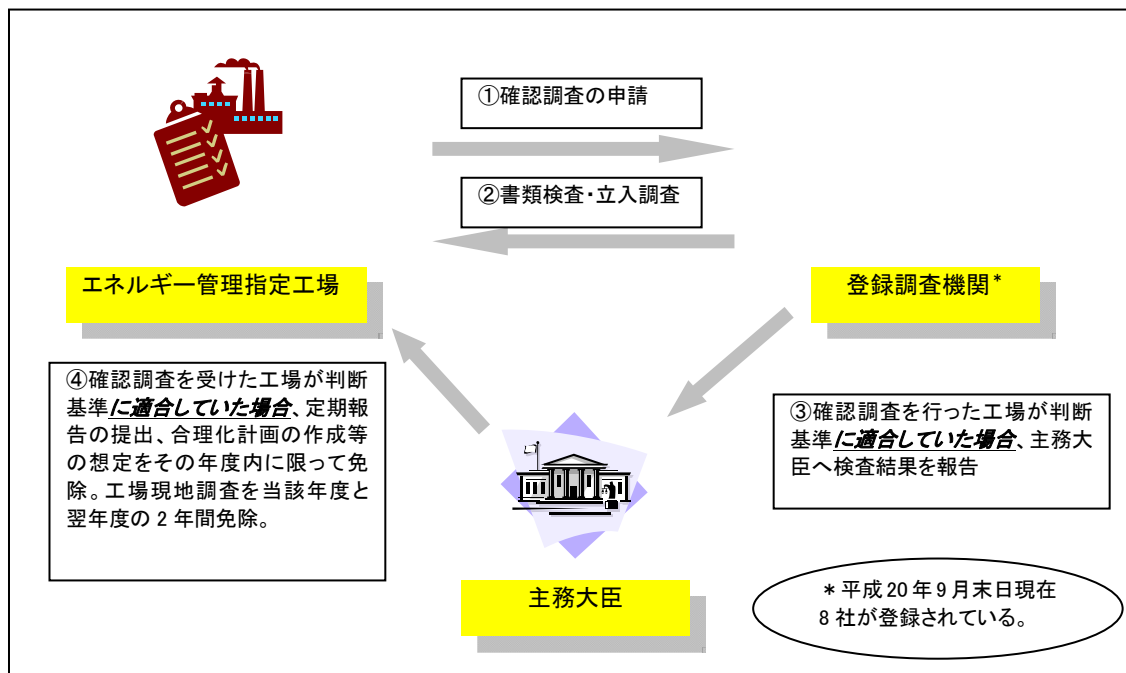 ①確認調査の申請
②書類検査・立入調査
エネルギー管理指定工場
登録調査機関*
④確認調査を受けた工場が判断
基準に適合していた場合、定期報
告の提出、合理化計画の作成等
の想定をその年度内に限って免
除。工場現地調査を当該年度と
翌年度の 2 年間免除。
③確認調査を行った工場が判断
基準に適合していた場合、主務大
臣へ検査結果を報告
主務大臣
* 平成 20 年 9 月末日現在
8 社が登録されている。